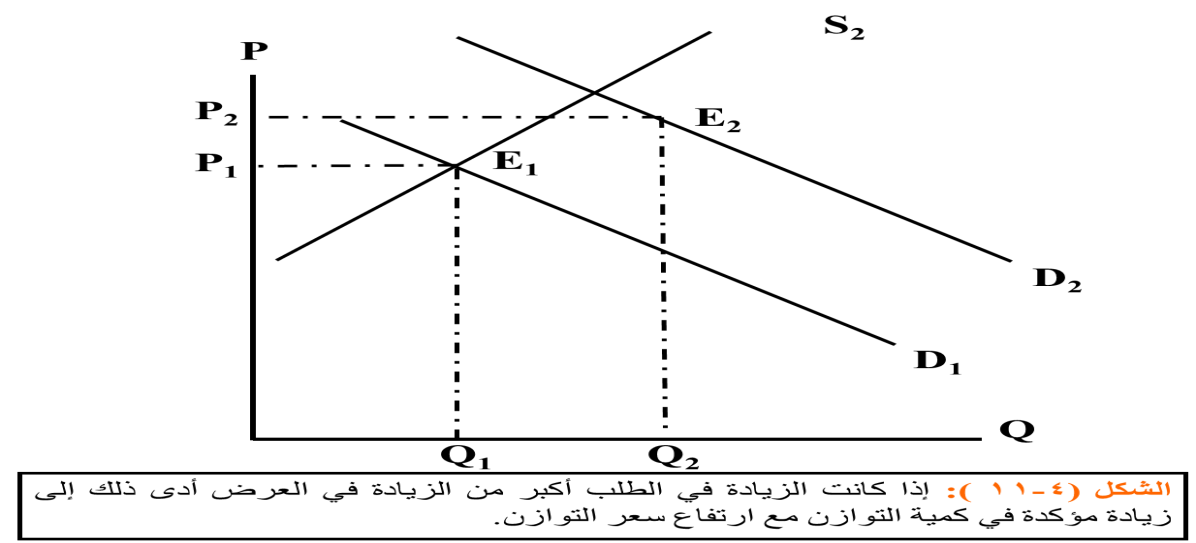 S₂
P
P₂
E₂
P₁
E₁
D₂
D₁
Q
Q₁
Q₂
الشكل (٤-١١ ): إذا كانت الزيادة في الطلب أكبر من الزيادة في العرض أدى ذلك إلى
زيادة مؤكدة في كمية التوازن مع ارتفاع سعر التوازن.